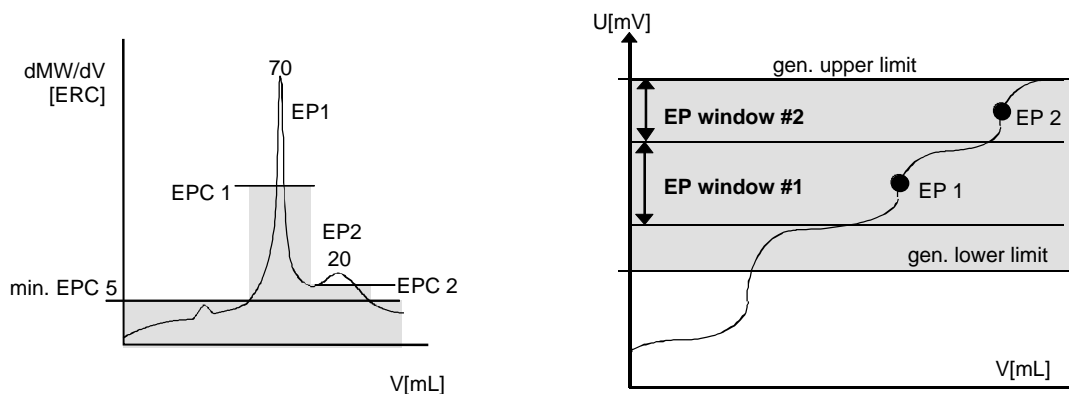 dMW/dV
[ERC]
70
EP1
EPC 1
EP2
20
min. EPC 5
EPC 2
V[mL]
U[mV]
gen. upper limit
EP window #2
EP 2
EP window #1
EP 1
gen. lower limit
V[mL]